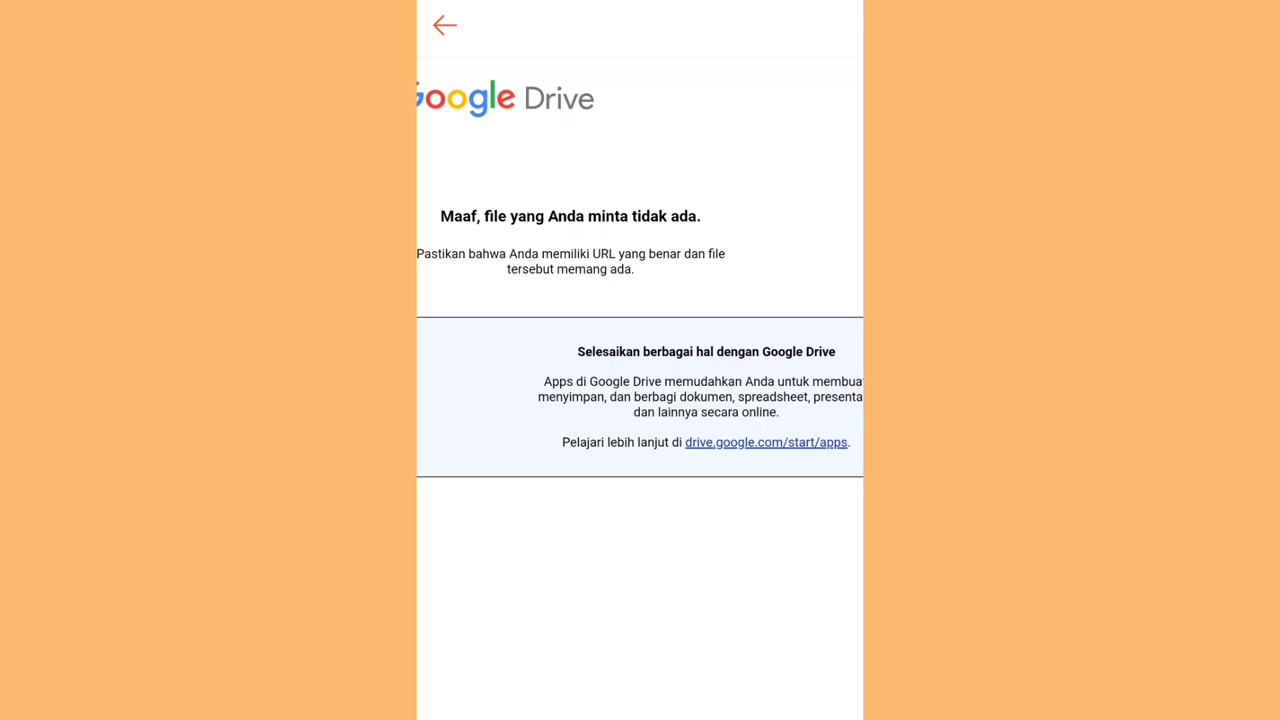 Google Drive
Maaf, file yang Anda minta tidak ada.
Pastikan bahwa Anda memiliki URL yang benar dan file
tersebut memang ada.
Selesaikan berbagai hal dengan Google Drive
Apps di Google Drive memudahkan Anda untuk membuat
menyimpan, dan berbagi dokumen, spreadsheet, presenta
dan lainnya secara online.
Pelajari lebih lanjut di drive.google.com/start/apps.